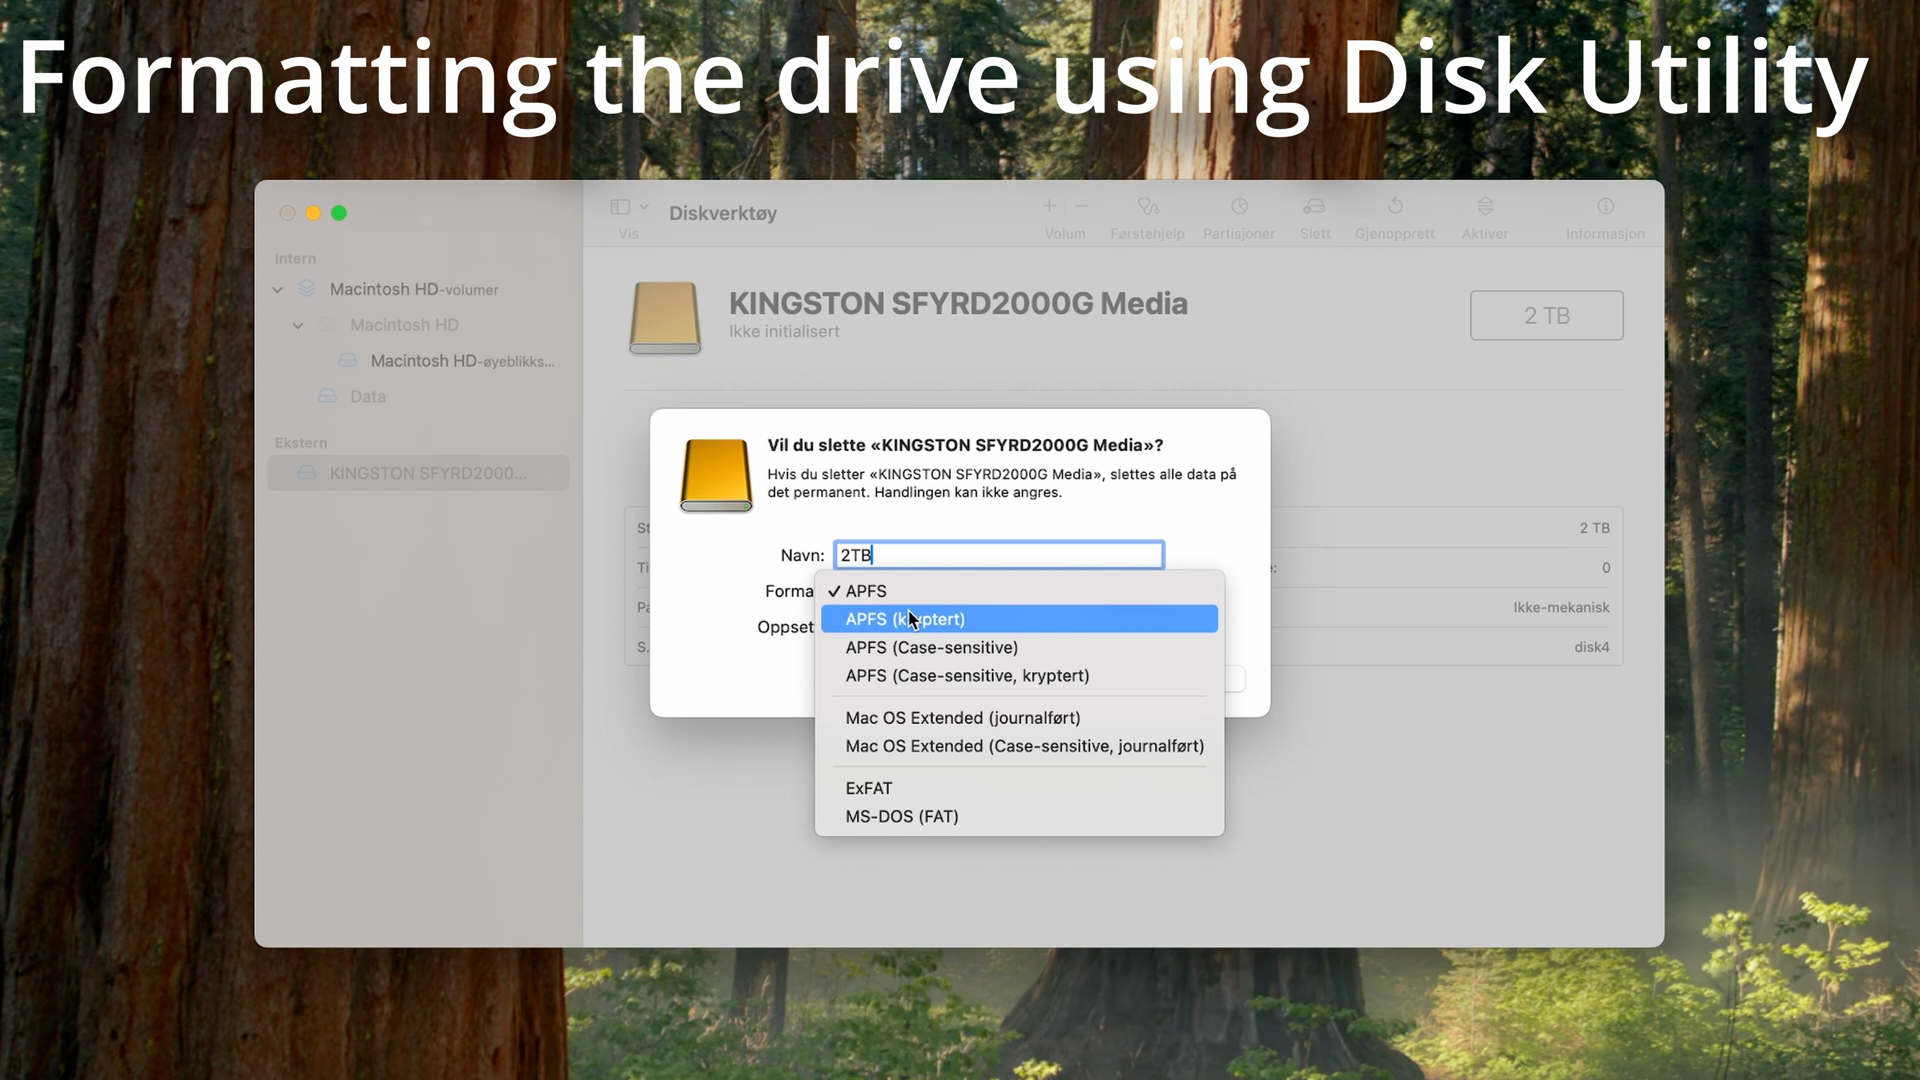 Formatting the drive using Disk Utility
Diskverktøy
Vis
Volum
Førstehjelp
Partisjoner
Slett
Gjenopprett
Aktiver
Informasjon
Intern
Macintosh HD-volumer
Macintosh HD
Macintosh HD-øyeblikks...
Data
Ekstern
KINGSTON SFYRD2000...
KINGSTON SFYRD2000G Media
Ikke initialisert
2 TB
Vil du slette «KINGSTON SFYRD2000G Media»?
Hvis du sletter «KINGSTON SFYRD2000G Media», slettes alle data på
det permanent. Handlingen kan ikke angres.
Navn: 2TB
Forma
Oppset
✓ APFS
APFS (kryptert)
APFS (Case-sensitive)
APFS (Case-sensitive, kryptert)
Mac OS Extended (journalført)
Mac OS Extended (Case-sensitive, journalført)
ExFAT
MS-DOS (FAT)
2 TB
0
Ikke-mekanisk
disk4